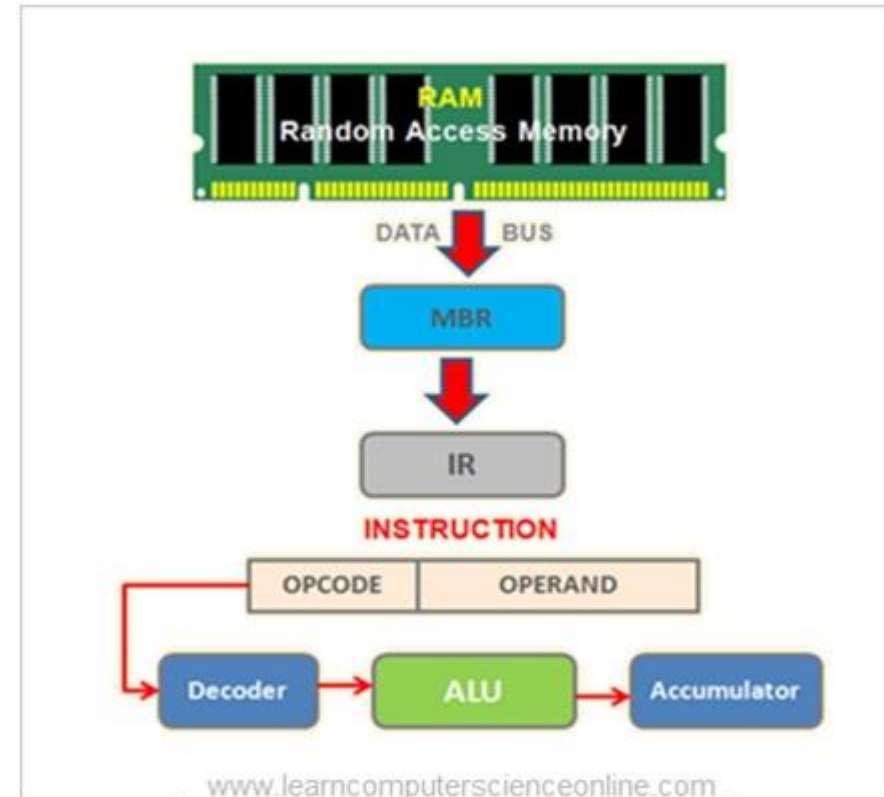 RAM
Random Access Memory
DATA BUS
MBR
IR
INSTRUCTION
OPCODE OPERAND
Decoder ALU Accumulator
www.learncomputerscienceonline.com